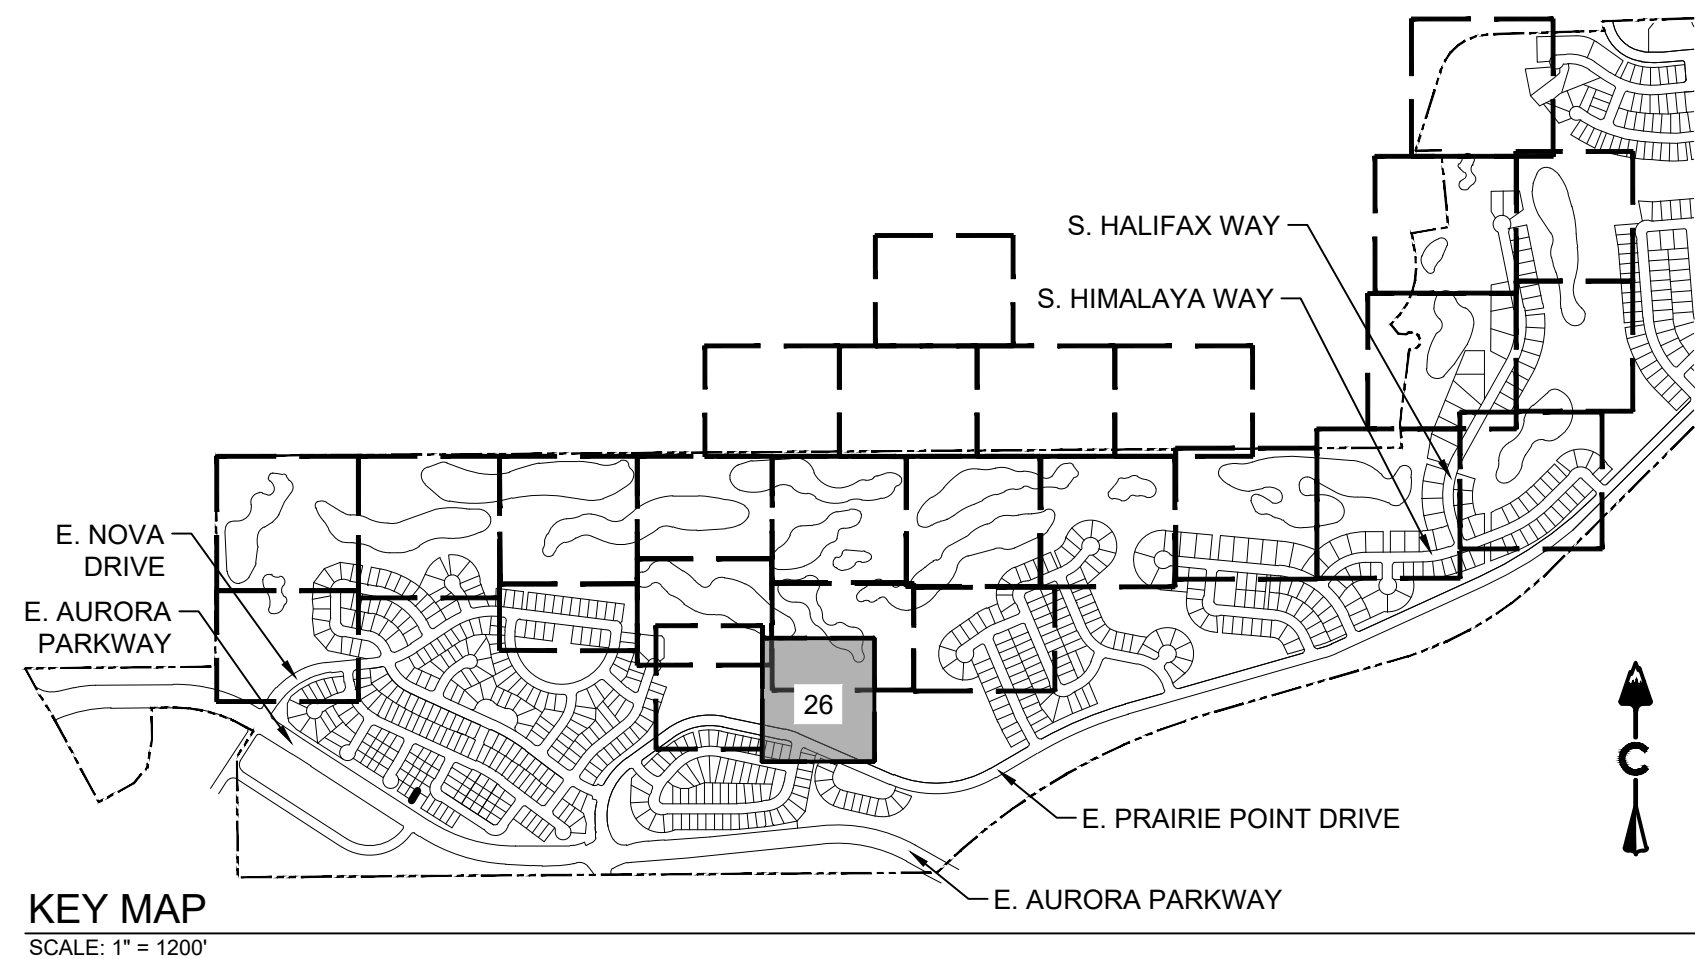 S. HALIFAX WAY
S. HIMALAYA WAY
E. NOVA
DRIVE
E. AURORA
PARKWAY
26
C
E. PRAIRIE POINT DRIVE
E. AURORA PARKWAY
KEY MAP
SCALE: 1" = 1200'